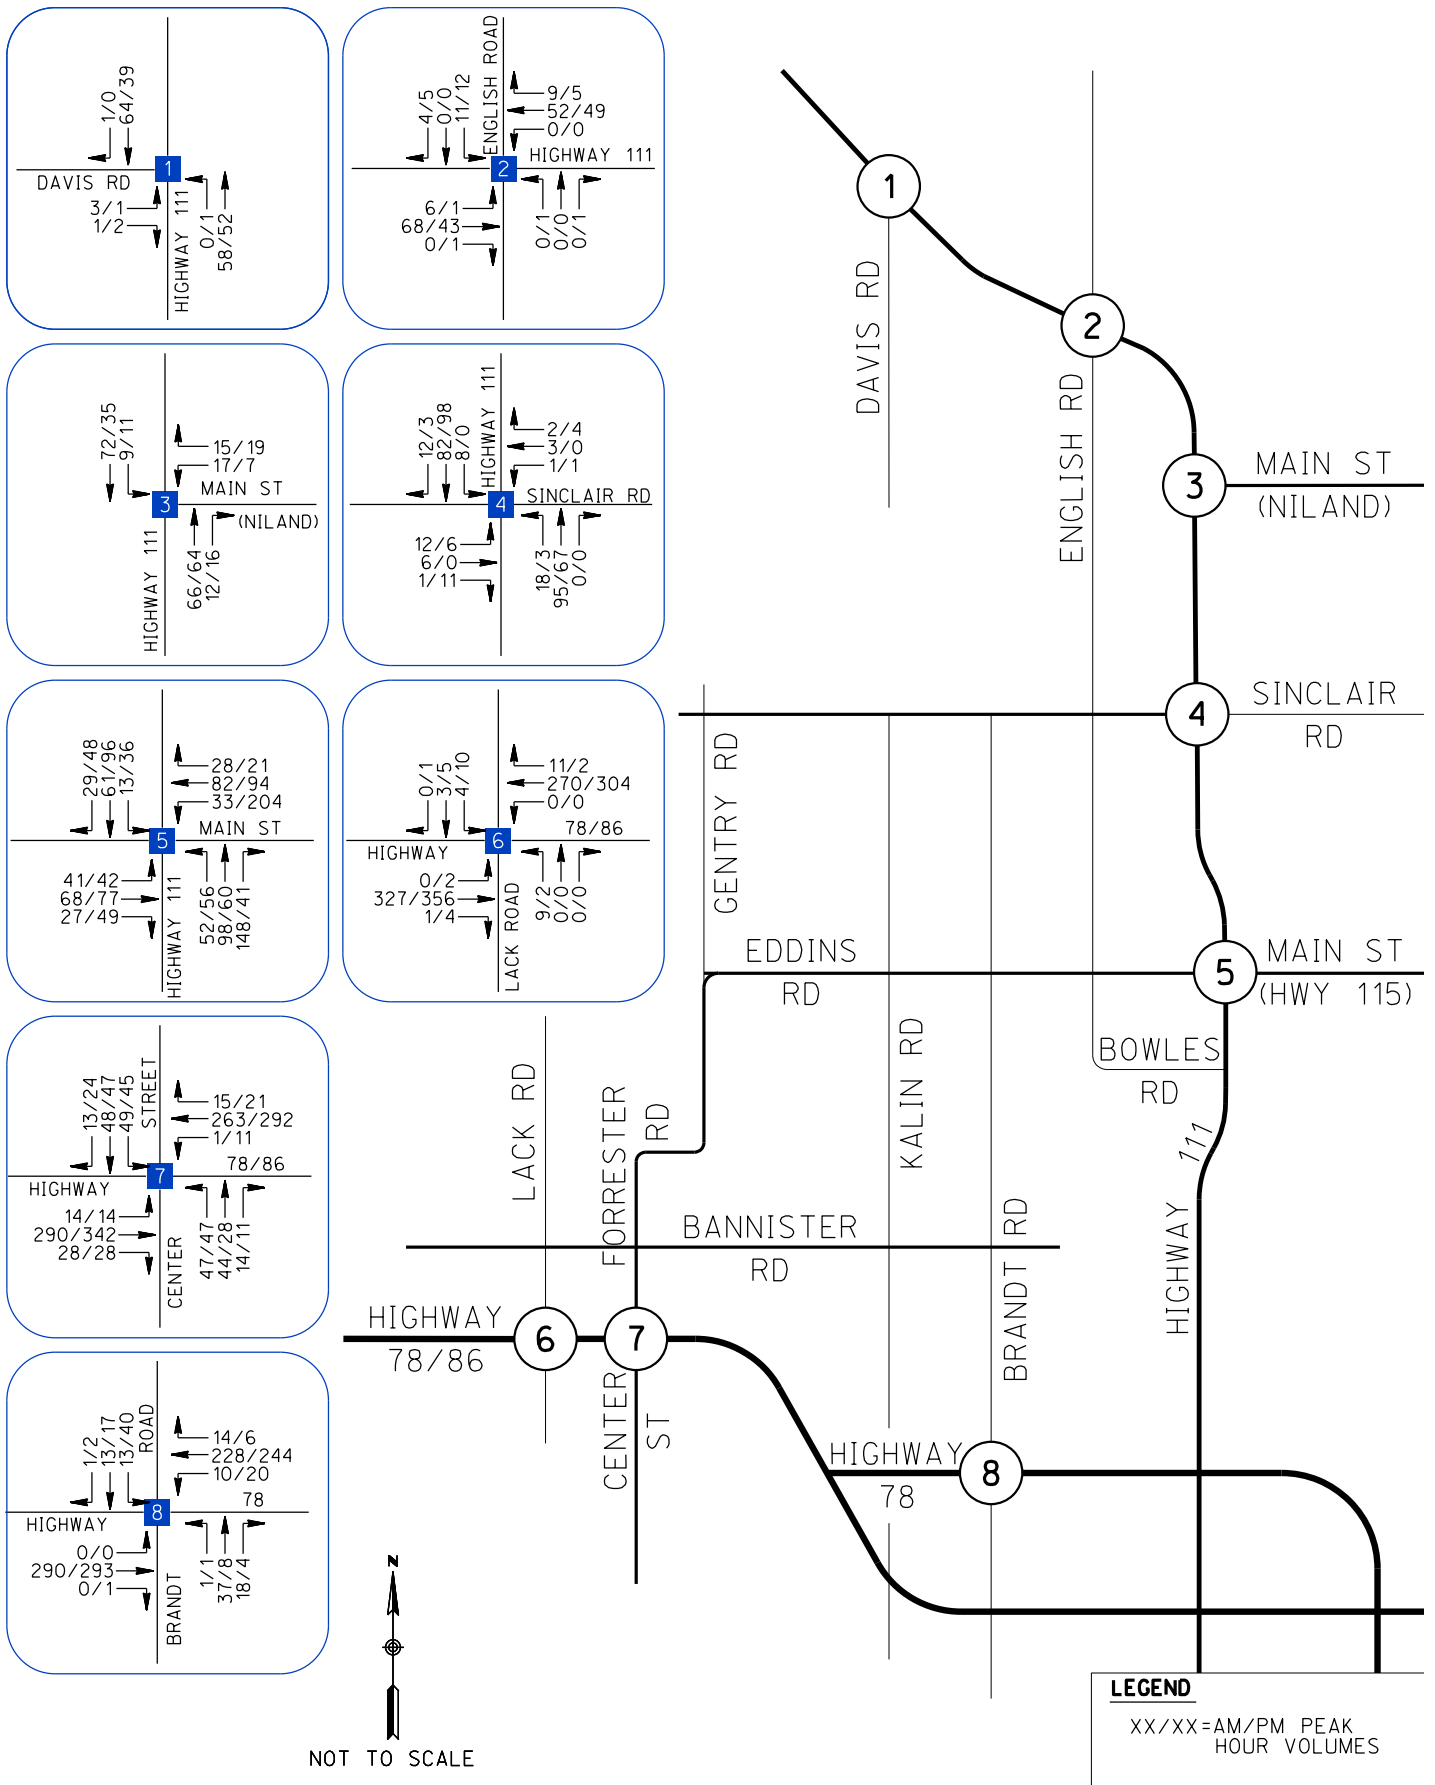 1/0
64/39
DAVIS RD
1
3/1
1/2
HIGHWAY 111
0/1
58/52
4/5
0/0
11/12
ENGLISH ROAD
9/5
52/49
0/0
HIGHWAY 111
2
6/1
68/43
0/1
0/1
0/0
0/1
72/35
9/11
15/19
17/7
MAIN ST
(NILAND)
3
HIGHWAY 111
66/64
12/16
12/3
82/98
8/0
HIGHWAY 111
2/4
3/0
1/1
SINCLAIR RD
4
12/6
6/0
1/11
18/3
95/67
0/0
29/48
61/96
13/36
28/21
82/94
33/204
MAIN ST
5
41/42
68/77
27/49
HIGHWAY 111
52/56
98/60
148/41
0/1
3/5
4/10
11/2
270/304
0/0
78/86
HIGHWAY
6
0/2
327/356
1/4
LACK ROAD
9/2
0/0
0/0
13/24
48/47
49/45
STREET
15/21
263/292
1/11
78/86
HIGHWAY
7
14/14
290/342
28/28
CENTER
47/47
44/28
14/11
1/2
13/17
13/40
ROAD
14/6
228/244
10/20
78
HIGHWAY
8
0/0
290/293
0/1
BRANDT
1/1
37/8
18/4
1
DAVIS RD
2
ENGLISH RD
3
MAIN ST
(NILAND)
4
SINCLAIR
RD
GENTRY RD
EDDINS
RD
5
MAIN ST
(HWY 115)
KALIN RD
BOWLES
RD
LACK RD
FORRESTER
RD
111
HIGHWAY
BANNISTER
RD
BRANDT RD
HIGHWAY
78/86
6
7
CENTER
ST
HIGHWAY
78
8
N
NOT TO SCALE
LEGEND
XX/XX=AM/PM PEAK
HOUR VOLUMES